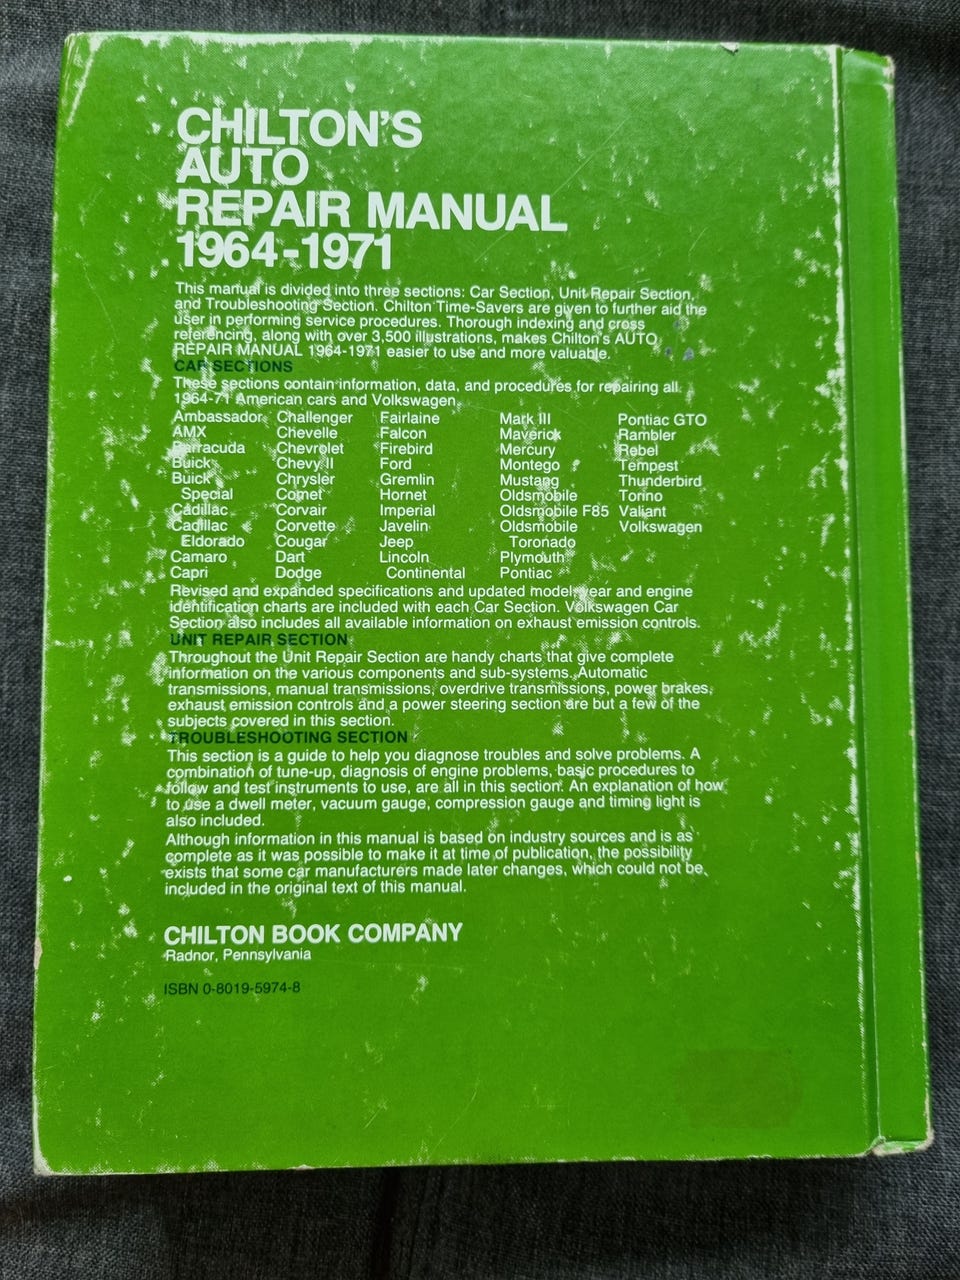 CHILTON'S
AUTO
REPAIR MANUAL
1964-1971
This manual is divided into three sections: Car Section, Unit Repair Section,
and Troubleshooting Section. Chilton Time-Savers are given to further aid the
user in performing service procedures. Thorough indexing and cross
referencing, along with over 3,500 illustrations, makes Chilton's AUTO
REPAIR MANUAL 1964-1971 easier to use and more valuable.
CAR SECTIONS
These sections contain information, data, and procedures for repairing all
1964-71 American cars and Volkswagen.
Ambassador Challenger Fairlaine Mark III Pontiac GTO
AMX Chevelle Falcon Maverick Rambler
Barracuda Chevrolet Firebird Mercury Rebel
Buick Chevy II Ford Montego Tempest
Buick Chrysler Gremlin Mustang Thunderbird
Special Comet Hornet Oldsmobile Torino
Cadillac Corvair Imperial Oldsmobile F85 Valiant
Cadillac Corvette Javelin Oldsmobile Volkswagen
Eldorado Cougar Jeep Toronado
Camaro Dart Lincoln Plymouth
Capri Dodge Continental Pontiac
Revised and expanded specifications and updated model year and engine
identification charts are included with each Car Section. Volkswagen Car
Section also includes all available information on exhaust emission controls.
UNIT REPAIR SECTION
Throughout the Unit Repair Section are handy charts that give complete
information on the various components and sub-systems. Automatic
transmissions, manual transmissions, overdrive transmissions, power brakes,
exhaust emission controls and a power steering section are but a few of the
subjects covered in this section.
TROUBLESHOOTING SECTION
This section is a guide to help you diagnose troubles and solve problems. A
combination of tune-up, diagnosis of engine problems, basic procedures to
follow and test instruments to use, are all in this section. An explanation of how
to use a dwell meter, vacuum gauge, compression gauge and timing light is
also included.
Although information in this manual is based on industry sources and is as
complete as it was possible to make it at time of publication, the possibility
exists that some car manufacturers made later changes, which could not be
included in the original text of this manual.
CHILTON BOOK COMPANY
Radnor, Pennsylvania
ISBN 0-8019-5974-8